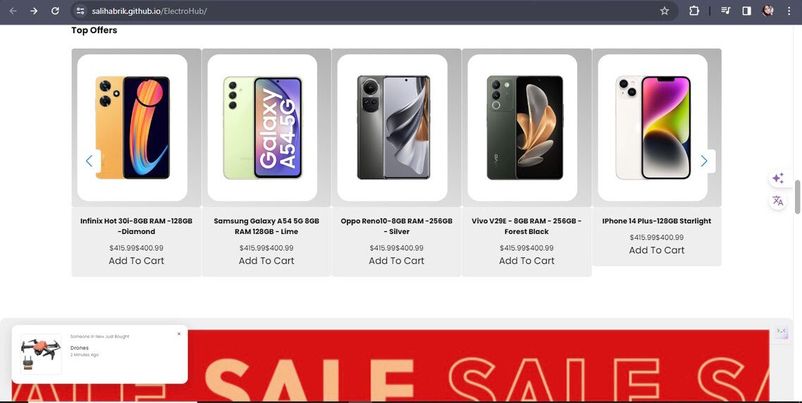 salihabrik.github.io/ElectroHub/
Top Offers
Galaxy
A54 5G
Infinix Hot 30i-8GB RAM -128GB
-Diamond
$415.99$400.99
Add To Cart
Samsung Galaxy A54 5G 8GB
RAM 128GB - Lime
$415.99$400.99
Add To Cart
Oppo Reno10-8GB RAM -256GB
- Silver
$415.99$400.99
Add To Cart
Vivo V29E - 8GB RAM - 256GB -
Forest Black
$415.99$400.99
Add To Cart
IPhone 14 Plus-128GB Starlight
$415.99$400.99
Add To Cart
Someone In New Just Bought
Drones
2 Minutes Ago
×
SALE SALE SALE S